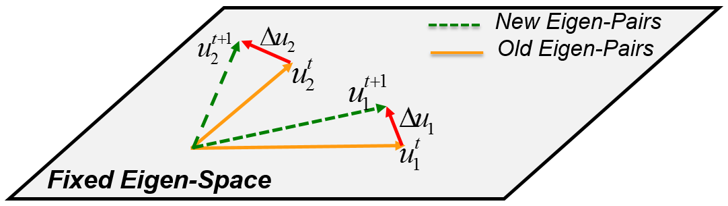 New Eigen-Pairs
Old Eigen-Pairs
u_2^{t+1}
Δu_2
u_2^t
u_1^{t+1}
Δu_1
u_1^t
Fixed Eigen-Space